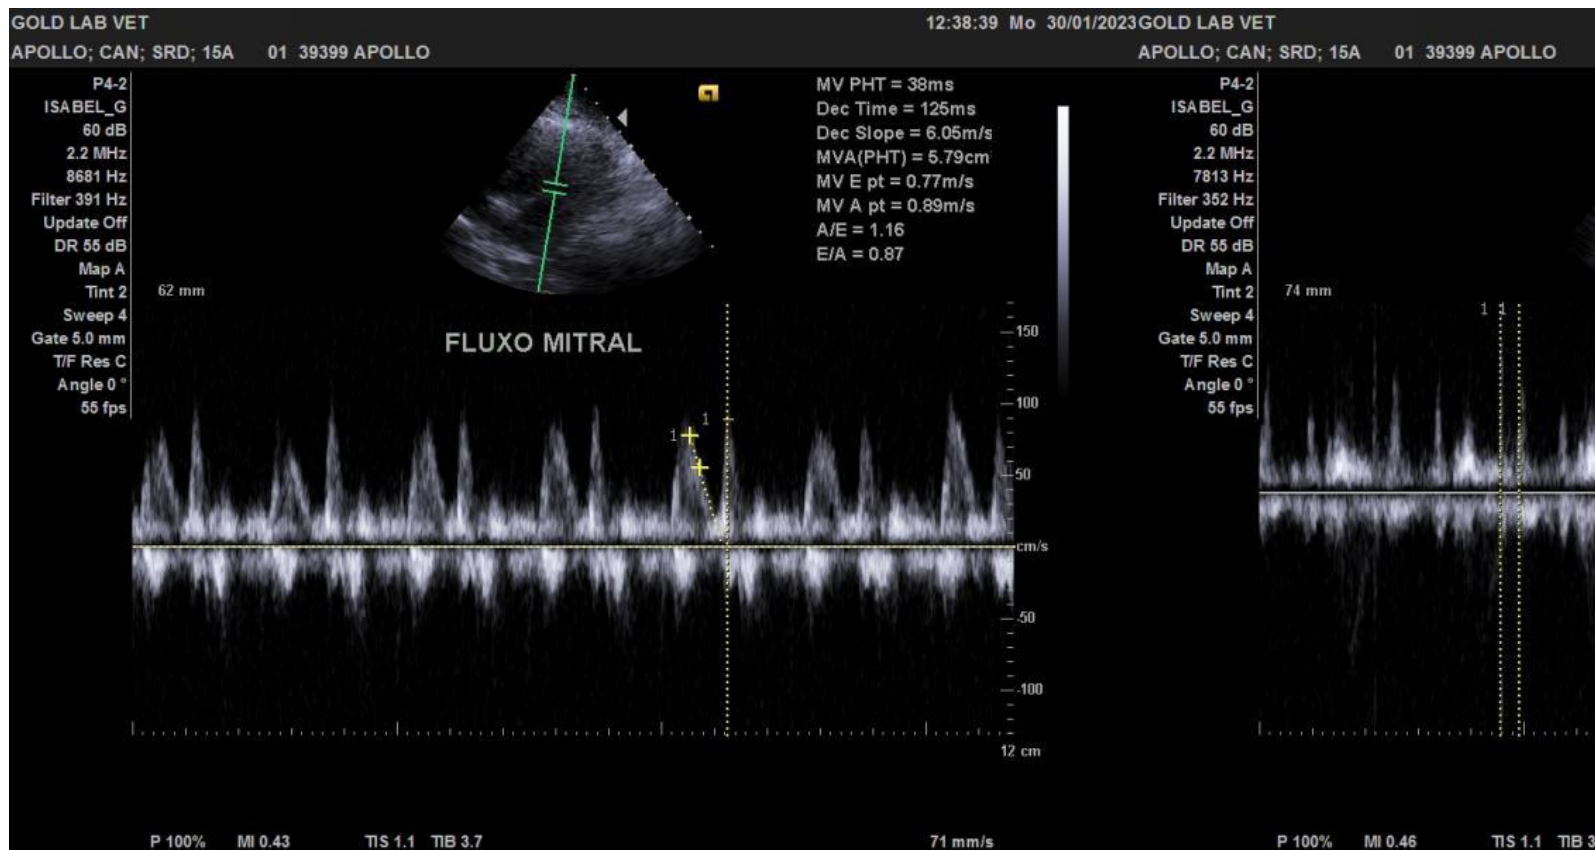 GOLD LAB VET 12:38:39 Mo 30/01/2023 GOLD LAB VET
APOLLO; CAN; SRD; 15A 01 39399 APOLLO APOLLO; CAN; SRD; 15A 01 39399 APOLLO
P4-2
ISABEL_G
60 dB
2.2 MHz
8681 Hz
Filter 391 Hz
Update Off
DR 55 dB
Map A
Tint 2
Sweep 4
Gate 5.0 mm
T/F Res C
Angle 0 °
55 fps
62 mm
MV PHT = 38ms
Dec Time = 125ms
Dec Slope = 6.05m/s
MVA(PHT) = 5.79cm
MV E pt = 0.77m/s
MV A pt = 0.89m/s
A/E = 1.16
E/A = 0.87
FLUXO MITRAL
1
1
150
100
50
cm/s
-50
-100
12 cm
P 100% MI 0.43 TIS 1.1 TIB 3.7 71 mm/s
P4-2
ISABEL_G
60 dB
2.2 MHz
7813 Hz
Filter 352 Hz
Update Off
DR 55 dB
Map A
Tint 2
Sweep 4
Gate 5.0 mm
T/F Res C
Angle 0 °
55 fps
74 mm
1 1
P 100% MI 0.46 TIS 1.1 TIB 3